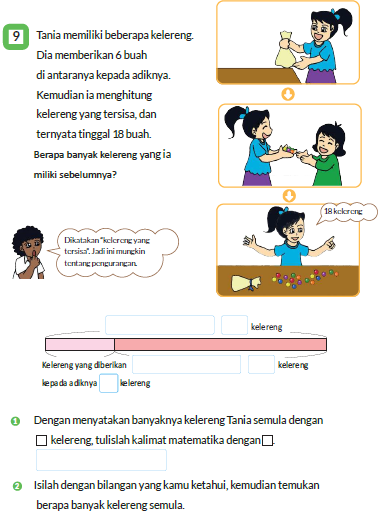 9
Tania memiliki beberapa kelereng.
Dia memberikan 6 buah
di antaranya kepada adiknya.
Kemudian ia menghitung
kelereng yang tersisa, dan
ternyata tinggal 18 buah.
Berapa banyak kelereng yang ia
miliki sebelumnya?
18 kelereng
Dikatakan "kelereng yang
tersisa". Jadi ini mungkin
tentang pengurangan.
kelereng
Kelereng yang diberikan
kelereng
kepada adiknya kelereng
1 Dengan menyatakan banyaknya kelereng Tania semula dengan
□ kelereng, tulislah kalimat matematika dengan □.
2 Isilah dengan bilangan yang kamu ketahui, kemudian temukan
berapa banyak kelereng semula.